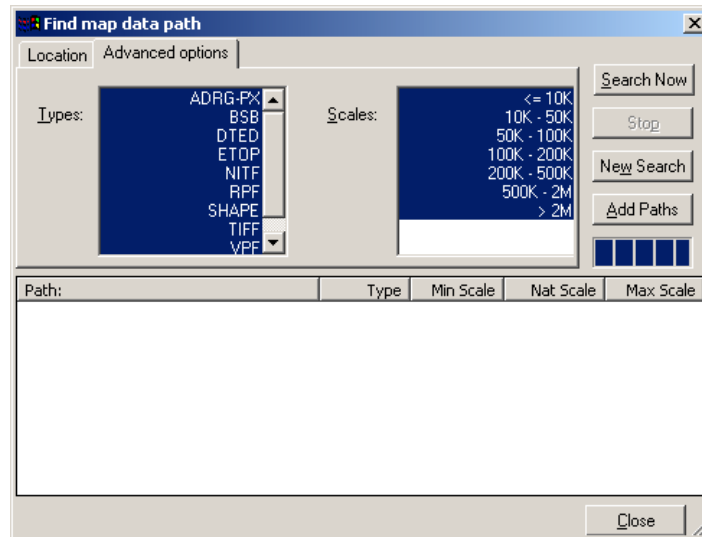 Find map data path
Location Advanced options
Types:
ADRG-PX
BSB
DTED
ETOP
NITF
RPF
SHAPE
TIFF
VPF
Scales:
<= 10K
10K - 50K
50K - 100K
100K - 200K
200K - 500K
500K - 2M
> 2M
Search Now
Stop
New Search
Add Paths
Path: Type Min Scale Nat Scale Max Scale
Close